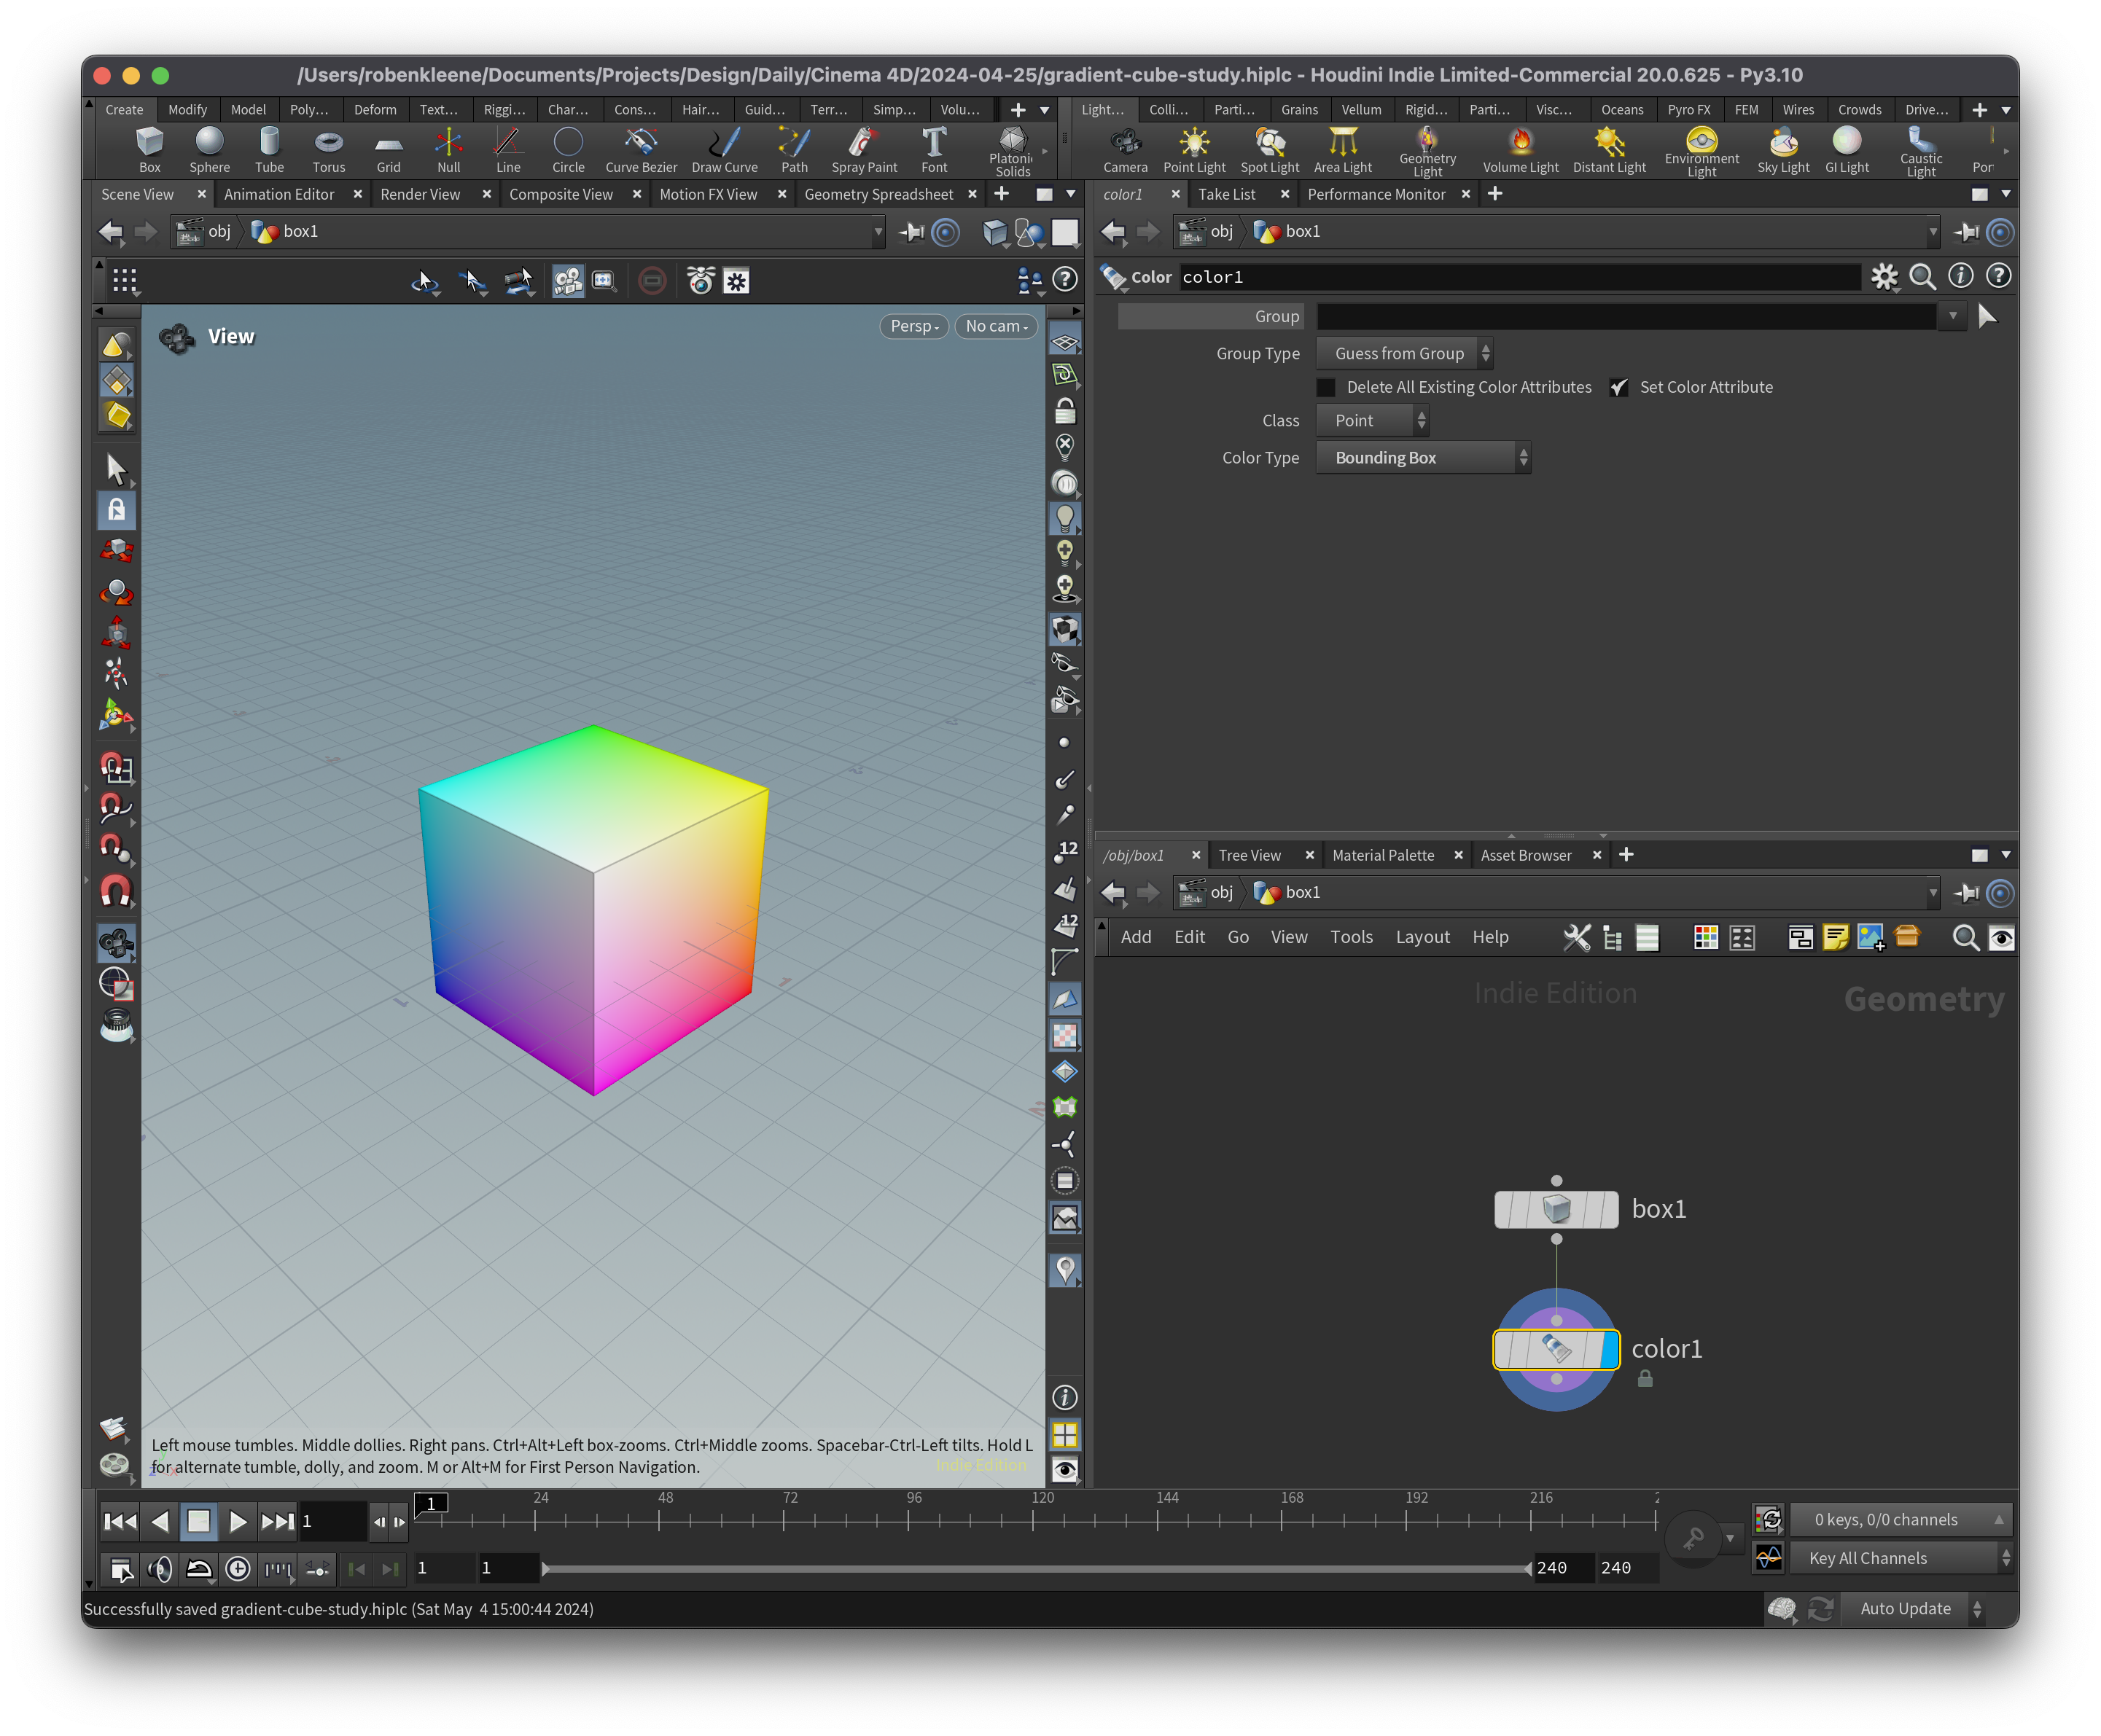 /Users/robenkleene/Documents/Projects/Design/Daily/Cinema 4D/2024-04-25/gradient-cube-study.hiplc - Houdini Indie Limited-Commercial 20.0.625 - Py3.10
Create Modify Model Poly... Deform Text... Riggi... Char... Cons... Hair... Guid... Terr... Simp... Volu...
Light... Colli... Parti... Grains Vellum Rigid... Parti... Visc... Oceans Pyro FX FEM Wires Crowds Drive...
Box Sphere Tube Torus Grid Null Line Circle Curve Bezier Draw Curve Path Spray Paint Font Platonic Solids
Camera Point Light Spot Light Area Light Geometry Light Volume Light Distant Light Environment Light Sky Light GI Light Caustic Light Por
Scene View Animation Editor Render View Composite View Motion FX View Geometry Spreadsheet
obj box1
View
Persp
No cam
Left mouse tumbles. Middle dollies. Right pans. Ctrl+Alt+Left box-zooms. Ctrl+Middle zooms. Spacebar-Ctrl-Left tilts. Hold L
for alternate tumble, dolly, and zoom. M or Alt+M for First Person Navigation.
Indie Edition
12
12
color1 Take List Performance Monitor
obj box1
Color color1
Group
Group Type Guess from Group
Delete All Existing Color Attributes Set Color Attribute
Class Point
Color Type Bounding Box
/obj/box1 Tree View Material Palette Asset Browser
obj box1
Add Edit Go View Tools Layout Help
Indie Edition
Geometry
box1
color1
1
1 24 48 72 96 120 144 168 192 216
0 keys, 0/0 channels
1 1 240 240
Key All Channels
Successfully saved gradient-cube-study.hiplc (Sat May 4 15:00:44 2024)
Auto Update